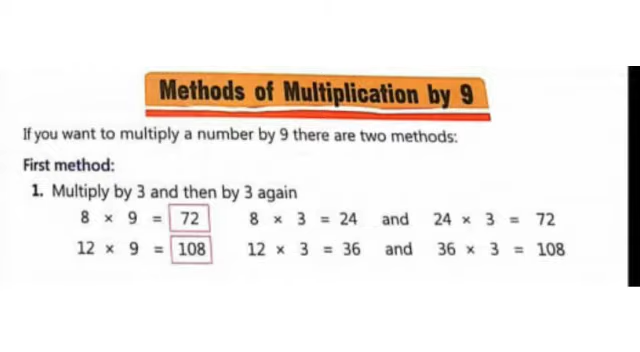 Methods of Multiplication by 9
If you want to multiply a number by 9 there are two methods:
First method:
1. Multiply by 3 and then by 3 again
8 × 9 = 72 8 × 3 = 24 and 24 × 3 = 72
12 × 9 = 108 12 × 3 = 36 and 36 × 3 = 108